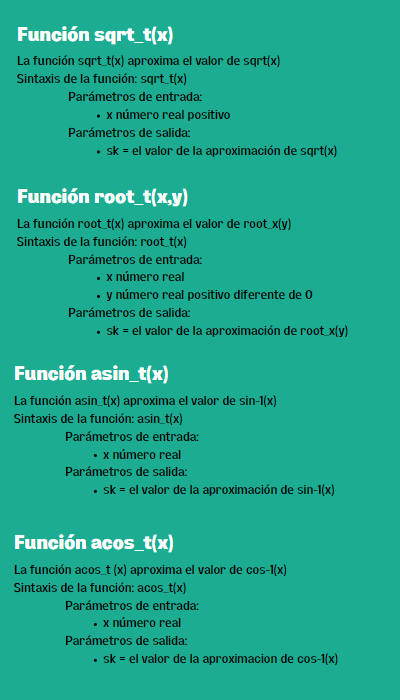 Función sqrt_t(x)
La función sqrt_t(x) aproxima el valor de sqrt(x)
Sintaxis de la función: sqrt_t(x)
Parámetros de entrada:
• x número real positivo
Parámetros de salida:
• sk = el valor de la aproximación de sqrt(x)
Función root_t(x,y)
La función root_t(x) aproxima el valor de root_x(y)
Sintaxis de la función: root_t(x)
Parámetros de entrada:
• x número real
• y número real positivo diferente de 0
Parámetros de salida:
• sk = el valor de la aproximación de root_x(y)
Función asin_t(x)
La función asin_t(x) aproxima el valor de sin-1(x)
Sintaxis de la función: asin_t(x)
Parámetros de entrada:
• x número real
Parámetros de salida:
• sk = el valor de la aproximación de sin-1(x)
Función acos_t(x)
La función acos_t (x) aproxima el valor de cos-1(x)
Sintaxis de la función: acos_t(x)
Parámetros de entrada:
• x número real
Parámetros de salida:
• sk = el valor de la aproximacion de cos-1(x)